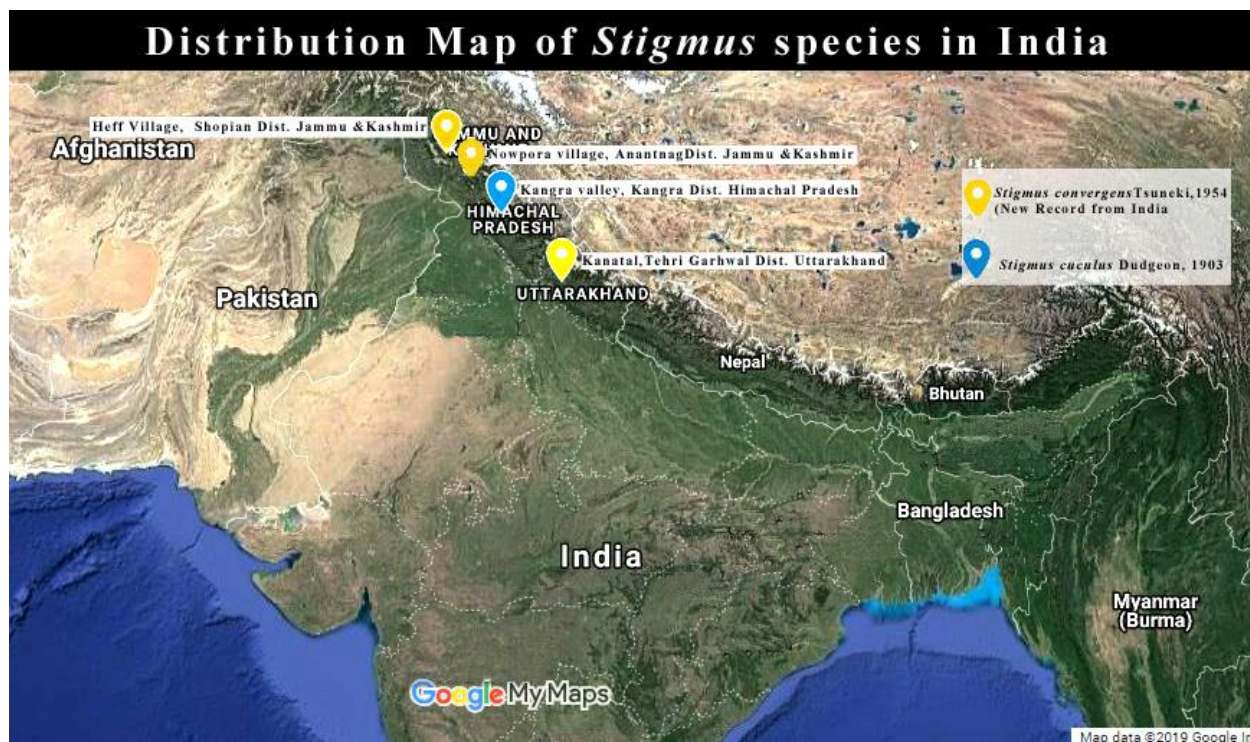 Distribution Map of Stigmus species in India
Heff Village, Shopian Dist. Jammu &Kashmir
MMU AND
Afghanistan
Nowpora village, AnantnagDist. Jammu &Kashmir
Kangra valley, Kangra Dist. Himachal Pradesh
Stigmus convergensTsuneki,1954
(New Record from India
HIMACHAL
PRADESH
Kanatal,Tehri Garhwal Dist. Uttarakhand
Stigmus cuculus Dudgeon, 1903
Pakistan
UTTARAKHAND
Nepal
Bhutan
Bangladesh
India
Myanmar
(Burma)
Google My Maps
Map data ©2019 Google In